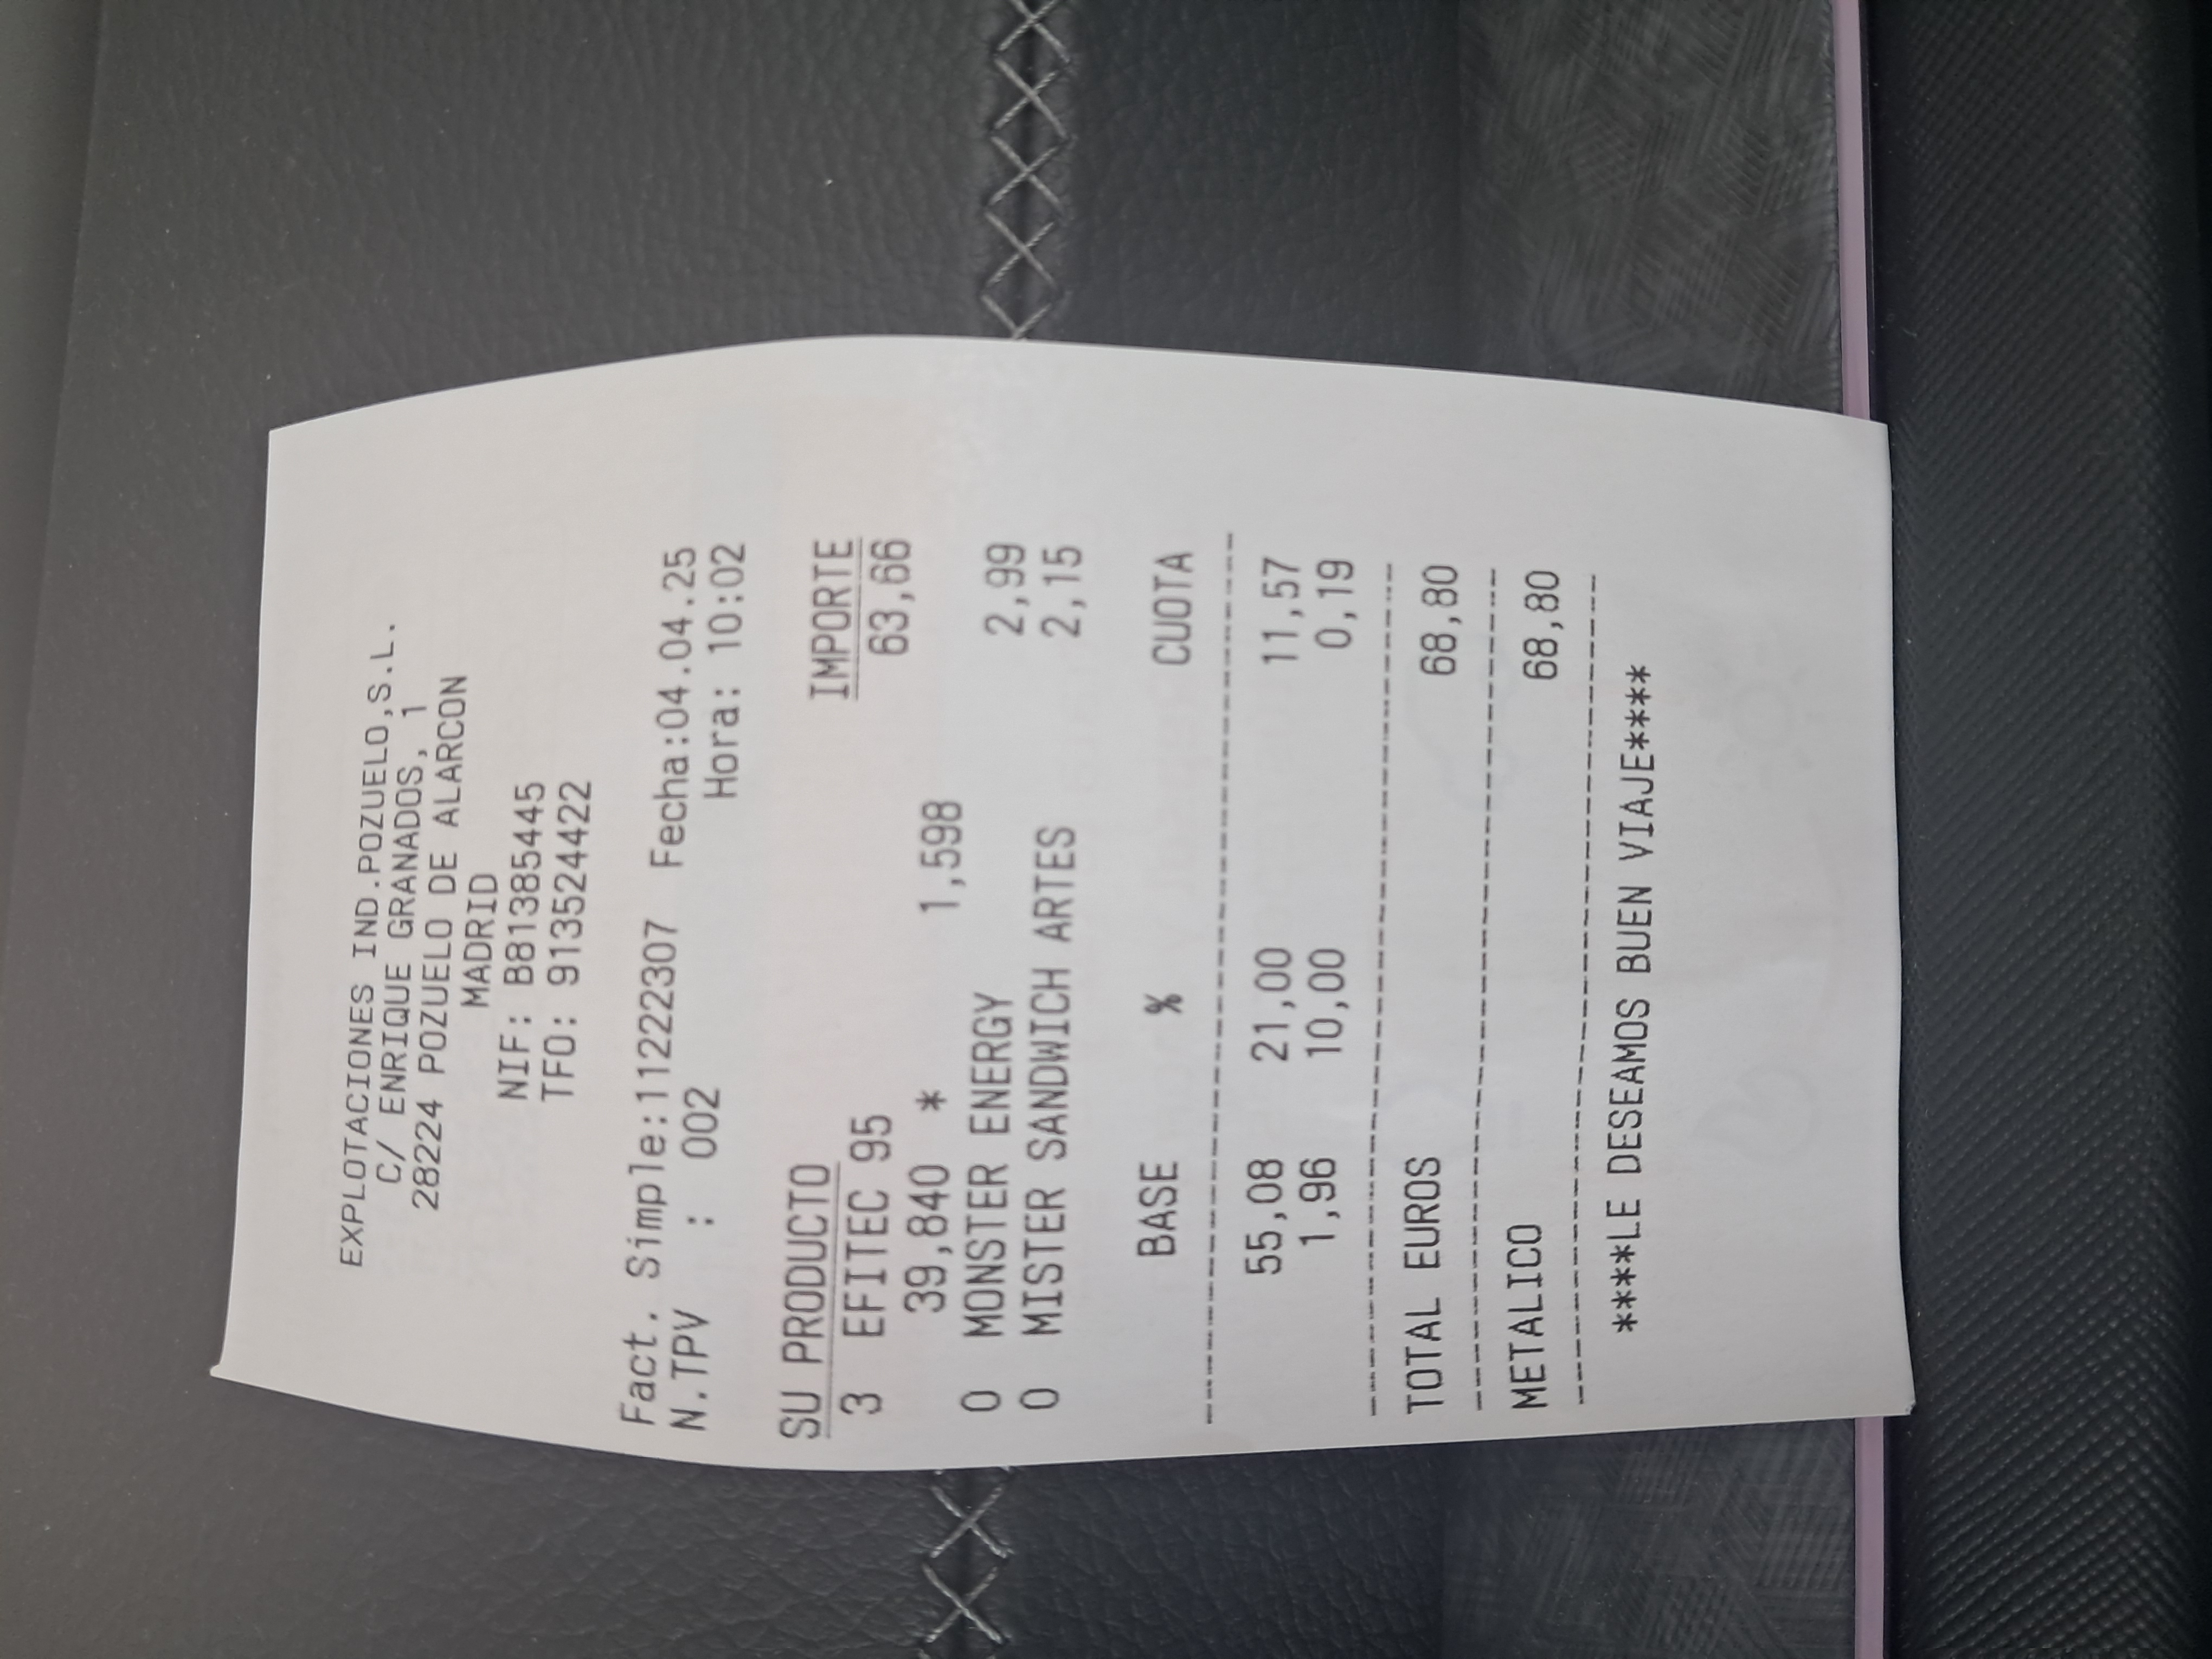 EXPLOTACIONES IND.POZUELO,S.L.
C/ ENRIQUE GRANADOS, 1
28224 POZUELO DE ALARCON
MADRID
NIF: B81385445
TFO: 913524422
Fact. Simple:11222307 Fecha:04.04.25
N.TPV : 002 Hora: 10:02
SU PRODUCTO IMPORTE
3 EFITEC 95 63,66
39,840 * 1,598
0 MONSTER ENERGY 2,99
0 MISTER SANDWICH ARTES 2,15
BASE % CUOTA
55,08 21,00 11,57
1,96 10,00 0,19
TOTAL EUROS 68,80
METALICO 68,80
****LE DESEAMOS BUEN VIAJE****